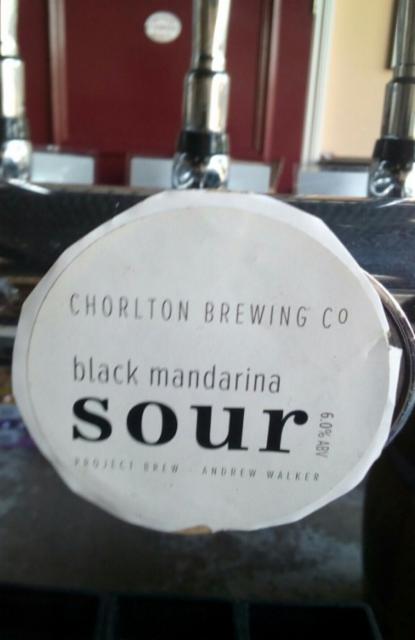 CHORLTON BREWING Co
black mandarina
sour
6.0% ABV
PROJECT BREW - ANDREW WALKER